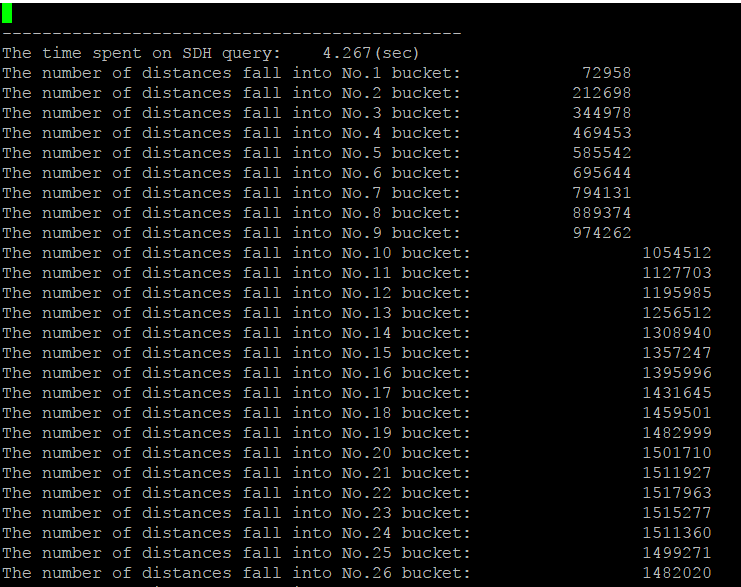 ----------------------------------------------
The time spent on SDH query:    4.267(sec)
The number of distances fall into No.1 bucket:            72958
The number of distances fall into No.2 bucket:           212698
The number of distances fall into No.3 bucket:           344978
The number of distances fall into No.4 bucket:           469453
The number of distances fall into No.5 bucket:           585542
The number of distances fall into No.6 bucket:           695644
The number of distances fall into No.7 bucket:           794131
The number of distances fall into No.8 bucket:           889374
The number of distances fall into No.9 bucket:           974262
The number of distances fall into No.10 bucket:                 1054512
The number of distances fall into No.11 bucket:                 1127703
The number of distances fall into No.12 bucket:                 1195985
The number of distances fall into No.13 bucket:                 1256512
The number of distances fall into No.14 bucket:                 1308940
The number of distances fall into No.15 bucket:                 1357247
The number of distances fall into No.16 bucket:                 1395996
The number of distances fall into No.17 bucket:                 1431645
The number of distances fall into No.18 bucket:                 1459501
The number of distances fall into No.19 bucket:                 1482999
The number of distances fall into No.20 bucket:                 1501710
The number of distances fall into No.21 bucket:                 1511927
The number of distances fall into No.22 bucket:                 1517963
The number of distances fall into No.23 bucket:                 1515277
The number of distances fall into No.24 bucket:                 1511360
The number of distances fall into No.25 bucket:                 1499271
The number of distances fall into No.26 bucket:                 1482020